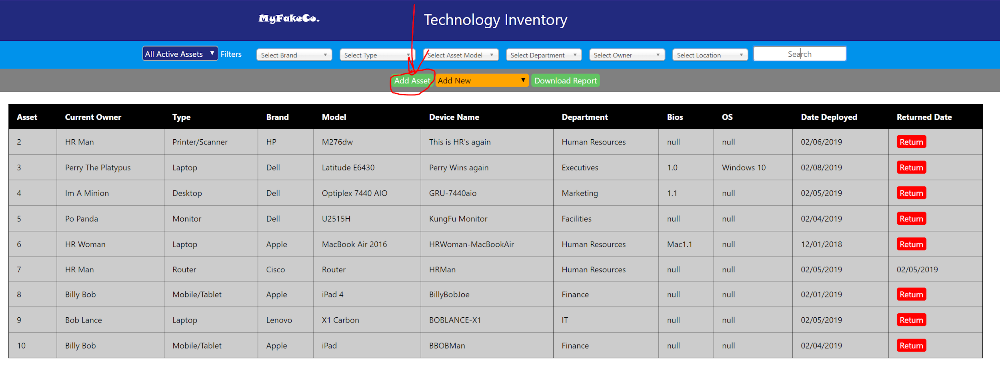 MyFakeCo. Technology Inventory
All Active Assets Filters Select Brand Select Type Select Asset Model Select Department Select Owner Select Location Search
Add Asset Add New Download Report
Asset Current Owner Type Brand Model Device Name Department Bios OS Date Deployed Returned Date
2 HR Man Printer/Scanner HP M276dw This is HR's again Human Resources null null 02/06/2019 Return
3 Perry The Platypus Laptop Dell Latitude E6430 Perry Wins again Executives 1.0 Windows 10 02/08/2019 Return
4 Im A Minion Desktop Dell Optiplex 7440 AIO GRU-7440aio Marketing 1.1 null 02/05/2019 Return
5 Po Panda Monitor Dell U2515H KungFu Monitor Facilities null null 02/04/2019 Return
6 HR Woman Laptop Apple MacBook Air 2016 HRWoman-MacBookAir Human Resources Mac1.1 null 12/01/2018 Return
7 HR Man Router Cisco Router HRMan Human Resources null null 02/05/2019 02/05/2019
8 Billy Bob Mobile/Tablet Apple iPad 4 BillyBobJoe Finance null null 02/01/2019 Return
9 Bob Lance Laptop Lenovo X1 Carbon BOBLANCE-X1 IT null null 02/05/2019 Return
10 Billy Bob Mobile/Tablet Apple iPad BBOBMan Finance null null 02/04/2019 Return